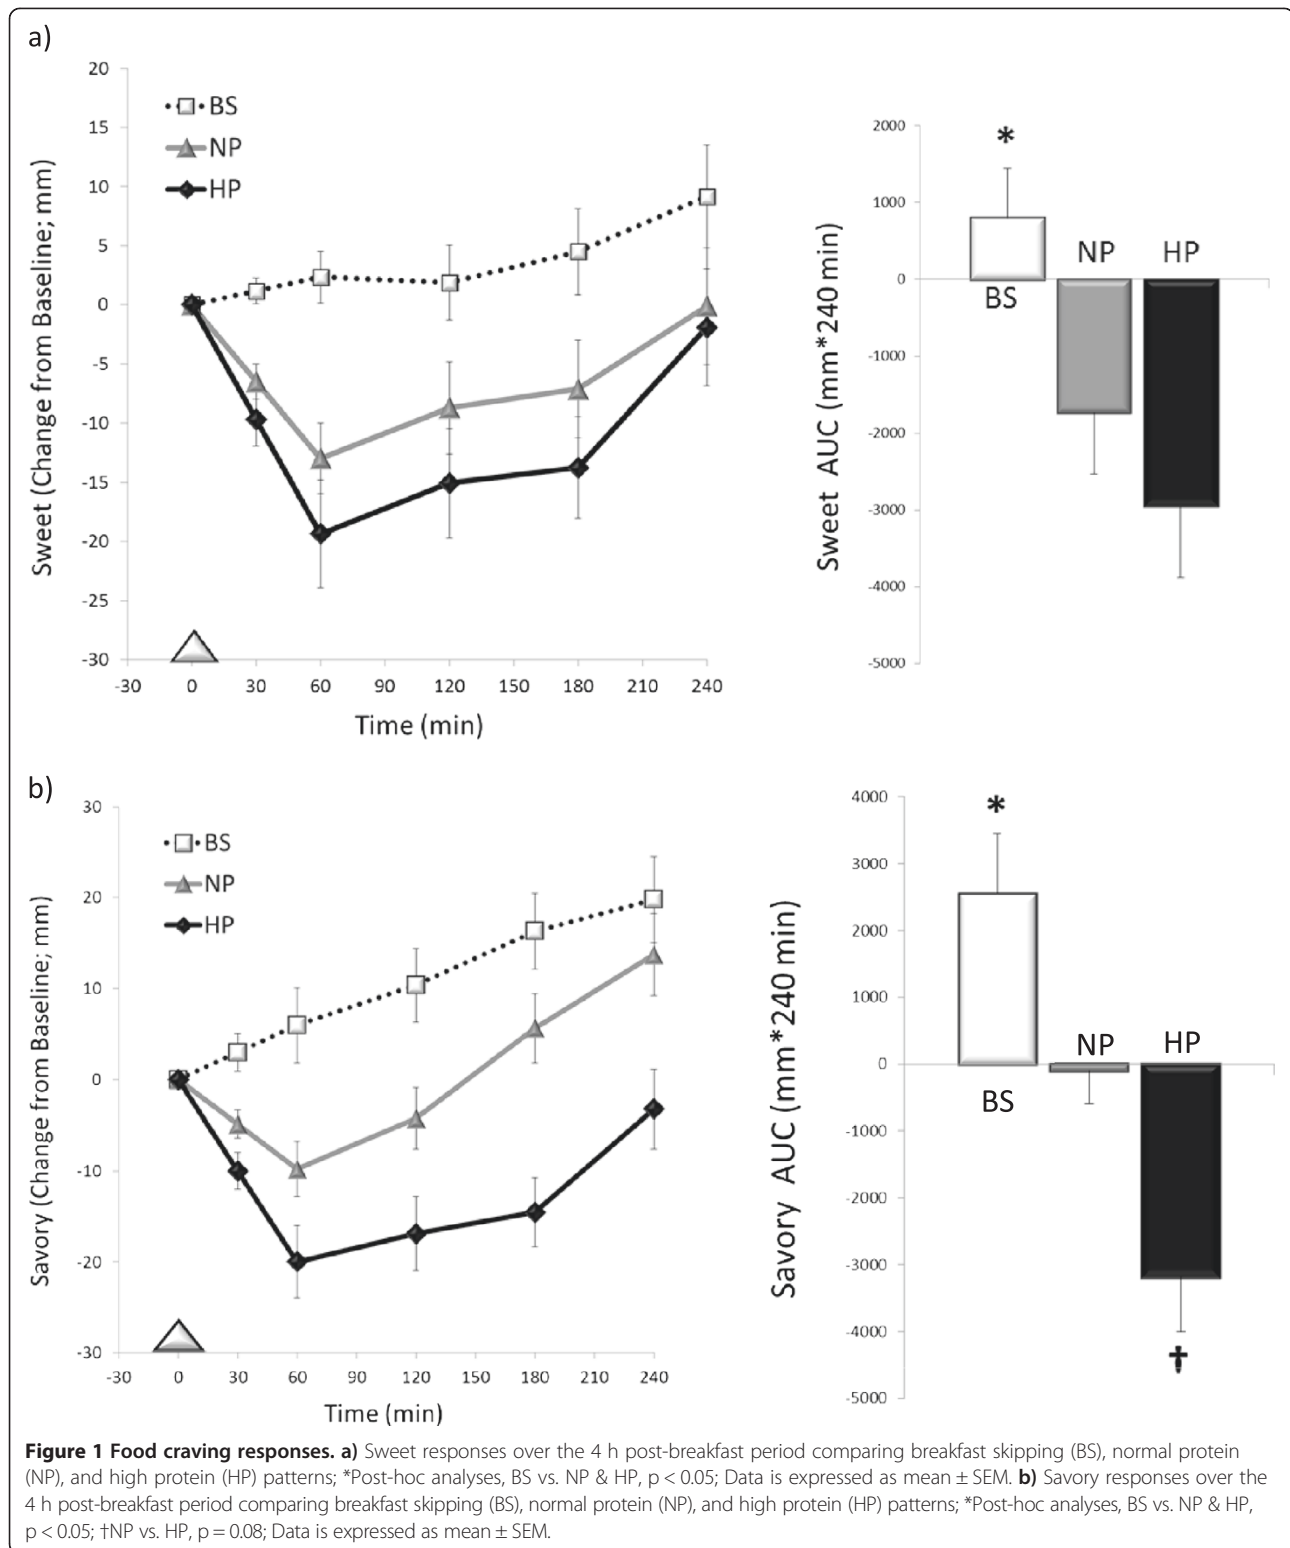 a)
20
15
10
5
0
-5
-10
-15
-20
-25
-30
Sweet (Change from Baseline; mm)
BS
NP
HP
-30 0 30 60 90 120 150 180 210 240
Time (min)
2000
1000
0
-1000
-2000
-3000
-4000
-5000
Sweet AUC (mm*240 min)
*
BS
NP
HP
b)
30
20
10
0
-10
-20
-30
Savory (Change from Baseline; mm)
BS
NP
HP
-30 0 30 60 90 120 150 180 210 240
Time (min)
4000
3000
2000
1000
0
-1000
-2000
-3000
-4000
-5000
Savory AUC (mm*240 min)
*
BS
NP
HP
†
Figure 1 Food craving responses. a) Sweet responses over the 4 h post-breakfast period comparing breakfast skipping (BS), normal protein
(NP), and high protein (HP) patterns; *Post-hoc analyses, BS vs. NP & HP, p < 0.05; Data is expressed as mean ± SEM. b) Savory responses over the
4 h post-breakfast period comparing breakfast skipping (BS), normal protein (NP), and high protein (HP) patterns; *Post-hoc analyses, BS vs. NP & HP,
p < 0.05; †NP vs. HP, p = 0.08; Data is expressed as mean ± SEM.